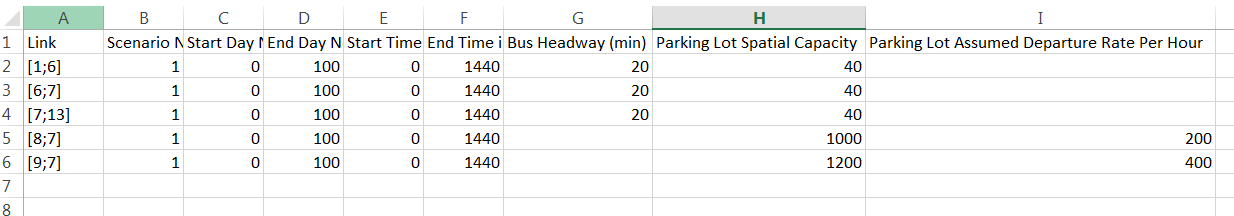 A B C D E F G H I
1 Link Scenario N Start Day N End Day N Start Time End Time i Bus Headway (min) Parking Lot Spatial Capacity Parking Lot Assumed Departure Rate Per Hour
2 [1;6] 1 0 100 0 1440 20 40
3 [6;7] 1 0 100 0 1440 20 40
4 [7;13] 1 0 100 0 1440 20 40
5 [8;7] 1 0 100 0 1440 1000 200
6 [9;7] 1 0 100 0 1440 1200 400
7
8